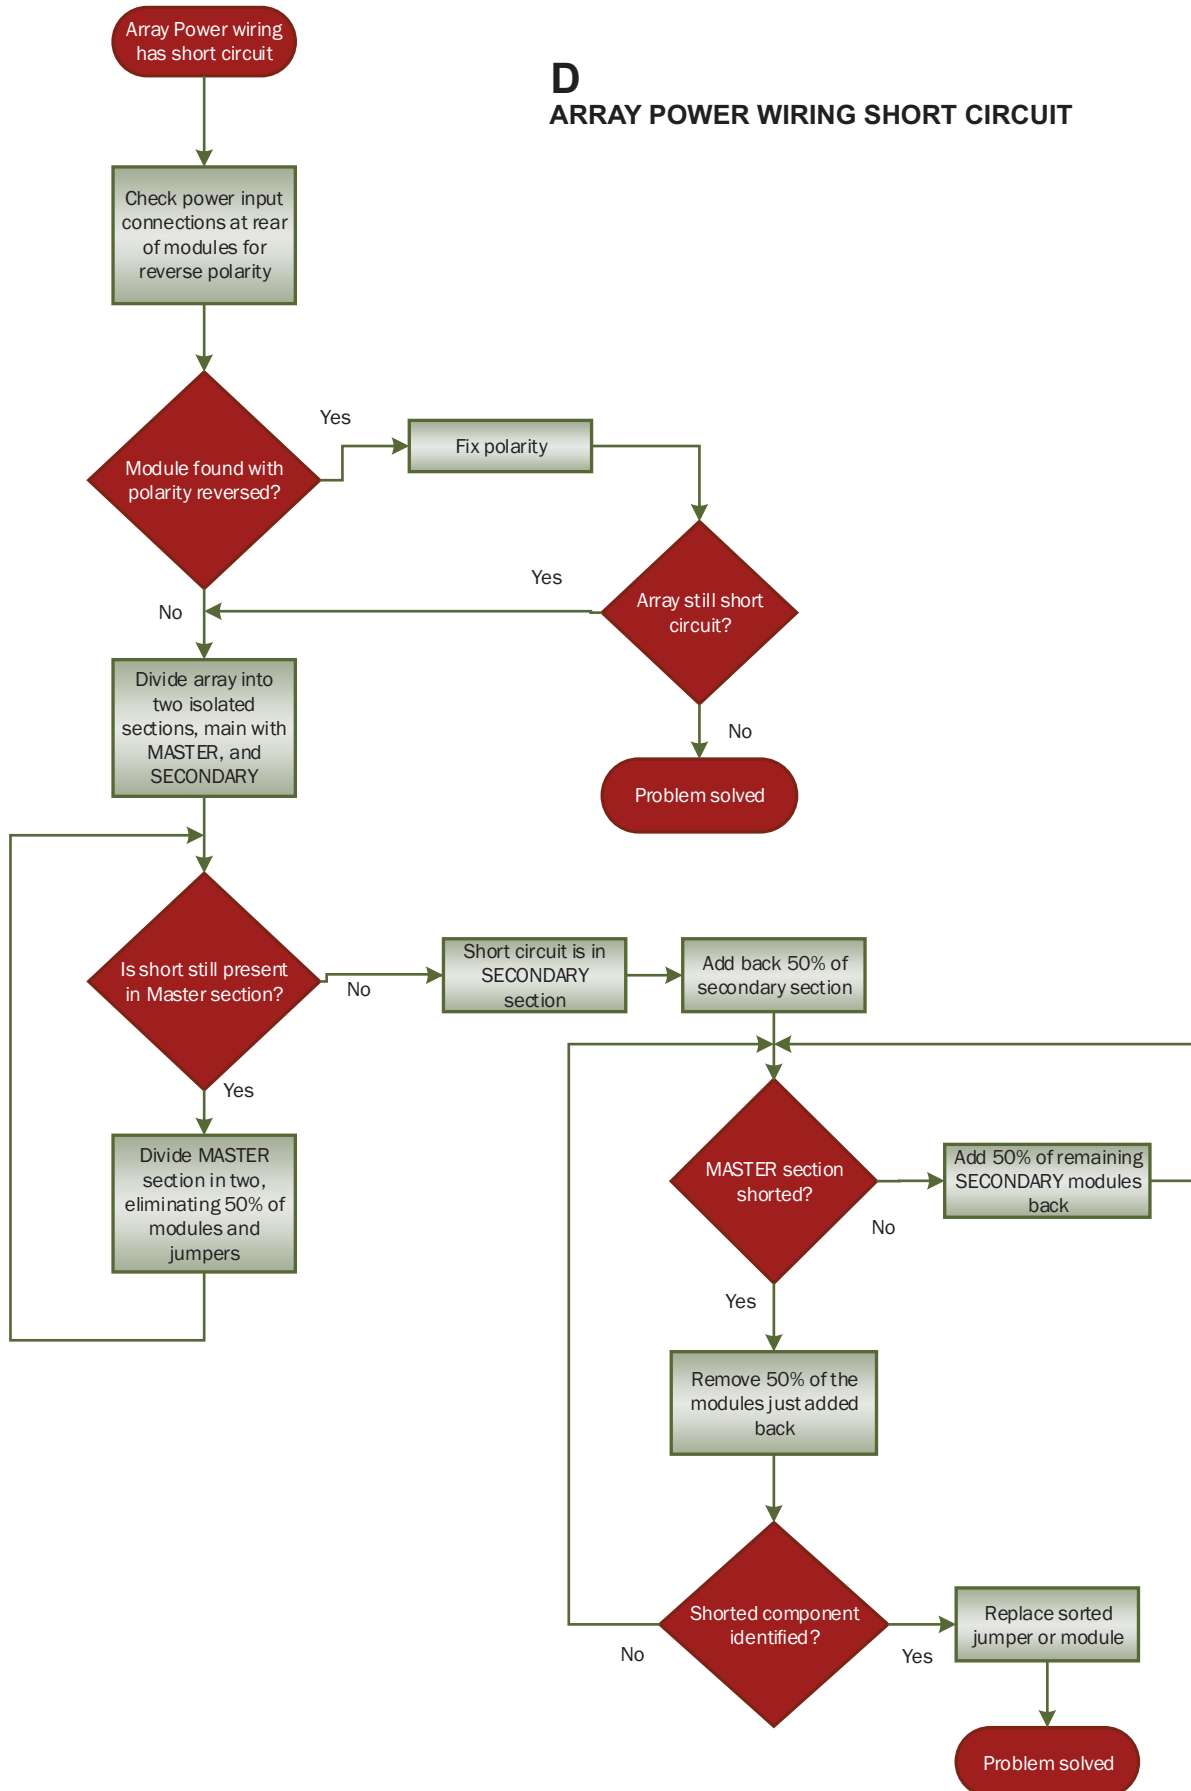 Array Power wiring
has short circuit
D
ARRAY POWER WIRING SHORT CIRCUIT
Check power input
connections at rear
of modules for
reverse polarity
Module found with
polarity reversed?
Yes
Fix polarity
No
Yes
Array still short
circuit?
No
Problem solved
Divide array into
two isolated
sections, main with
MASTER, and
SECONDARY
Is short still present
in Master section?
No
Short circuit is in
SECONDARY
section
Add back 50% of
secondary section
Yes
Divide MASTER
section in two,
eliminating 50% of
modules and
jumpers
MASTER section
shorted?
No
Add 50% of remaining
SECONDARY modules
back
Yes
Remove 50% of the
modules just added
back
Shorted component
identified?
No
Yes
Replace sorted
jumper or module
Problem solved